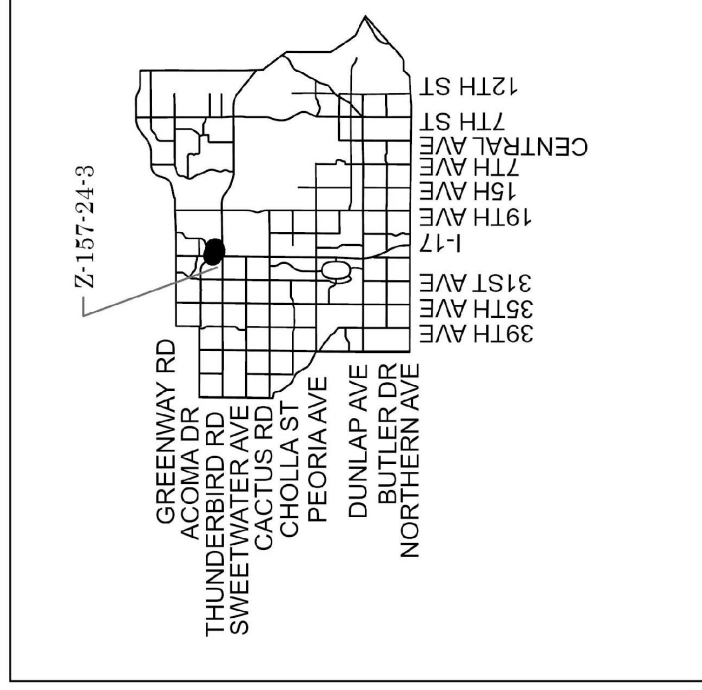 Z-157-24-3
GREENWAY RD
ACOMA DR
THUNDERBIRD RD
SWEETWATER AVE
CACTUS RD
CHOLLA ST
PEORIA AVE
DUNLAP AVE
BUTLER DR
NORTHERN AVE
12TH ST
7TH ST
CENTRAL AVE
7TH AVE
15H AVE
19TH AVE
I-17
31ST AVE
35TH AVE
39TH AVE